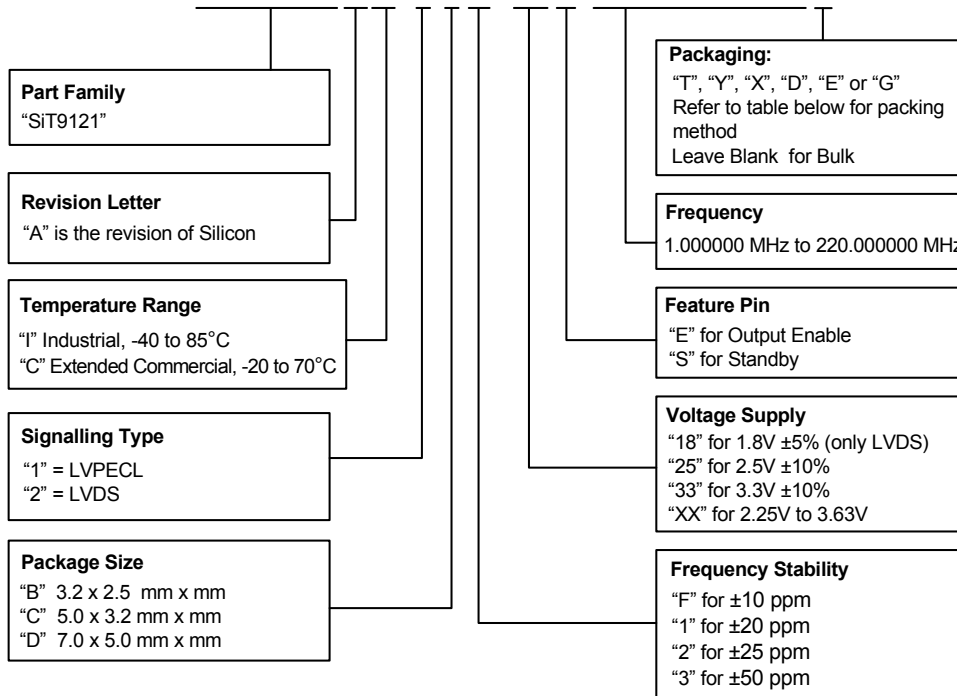 Part Family
“SiT9121”
Revision Letter
“A” is the revision of Silicon
Temperature Range
“I” Industrial, -40 to 85°C
“C” Extended Commercial, -20 to 70°C
Signalling Type
“1” = LVPECL
“2” = LVDS
Package Size
“B” 3.2 x 2.5 mm x mm
“C” 5.0 x 3.2 mm x mm
“D” 7.0 x 5.0 mm x mm
Packaging:
“T”, “Y”, “X”, “D”, “E” or “G”
Refer to table below for packing
method
Leave Blank for Bulk
Frequency
1.000000 MHz to 220.000000 MHz
Feature Pin
“E” for Output Enable
“S” for Standby
Voltage Supply
“18” for 1.8V ±5% (only LVDS)
“25” for 2.5V ±10%
“33” for 3.3V ±10%
“XX” for 2.25V to 3.63V
Frequency Stability
“F” for ±10 ppm
“1” for ±20 ppm
“2” for ±25 ppm
“3” for ±50 ppm